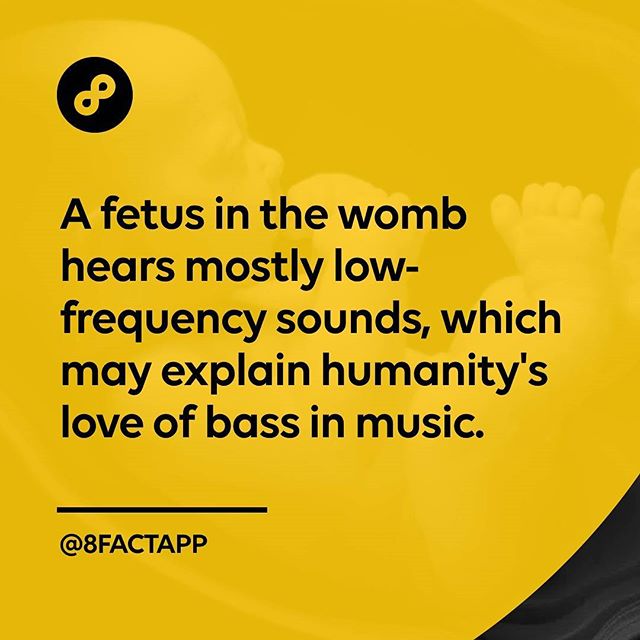 A fetus in the womb
hears mostly low-
frequency sounds, which
may explain humanity's
love of bass in music.
@8FACTAPP